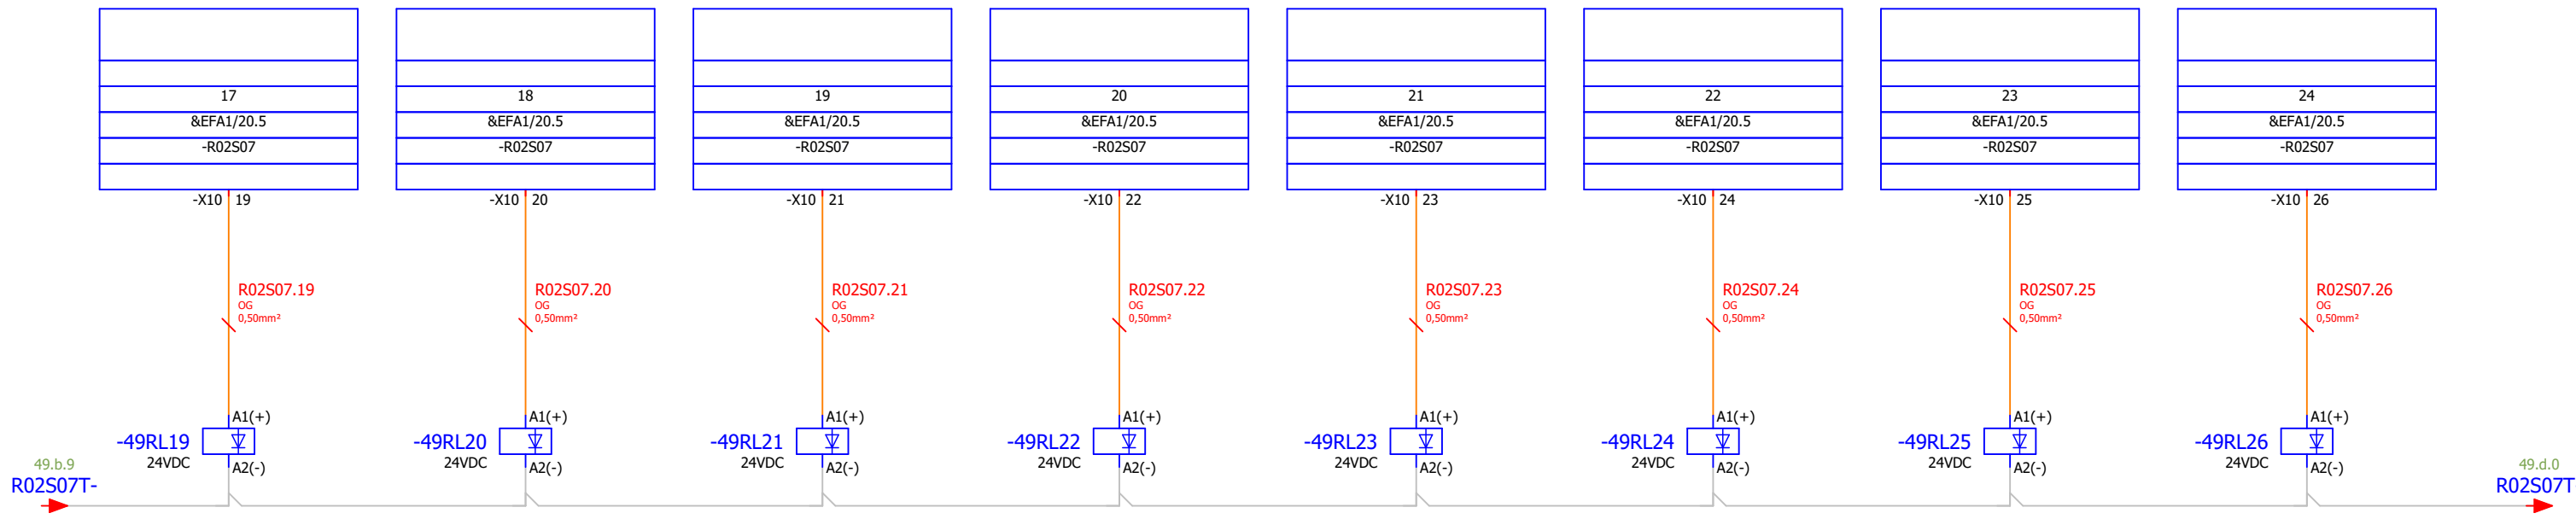 17 18 19 20 21 22 23 24
&EFA1/20.5 &EFA1/20.5 &EFA1/20.5 &EFA1/20.5 &EFA1/20.5 &EFA1/20.5 &EFA1/20.5 &EFA1/20.5
-R02S07 -R02S07 -R02S07 -R02S07 -R02S07 -R02S07 -R02S07 -R02S07
-X10 19 -X10 20 -X10 21 -X10 22 -X10 23 -X10 24 -X10 25 -X10 26
R02S07.19 R02S07.20 R02S07.21 R02S07.22 R02S07.23 R02S07.24 R02S07.25 R02S07.26
OG OG OG OG OG OG OG OG
0,50mm² 0,50mm² 0,50mm² 0,50mm² 0,50mm² 0,50mm² 0,50mm² 0,50mm²
A1(+) A1(+) A1(+) A1(+) A1(+) A1(+) A1(+) A1(+)
-49RL19 -49RL20 -49RL21 -49RL22 -49RL23 -49RL24 -49RL25 -49RL26
24VDC 24VDC 24VDC 24VDC 24VDC 24VDC 24VDC 24VDC
A2(-) A2(-) A2(-) A2(-) A2(-) A2(-) A2(-) A2(-)
49.b.9 49.d.0
R02S07T- R02S07T